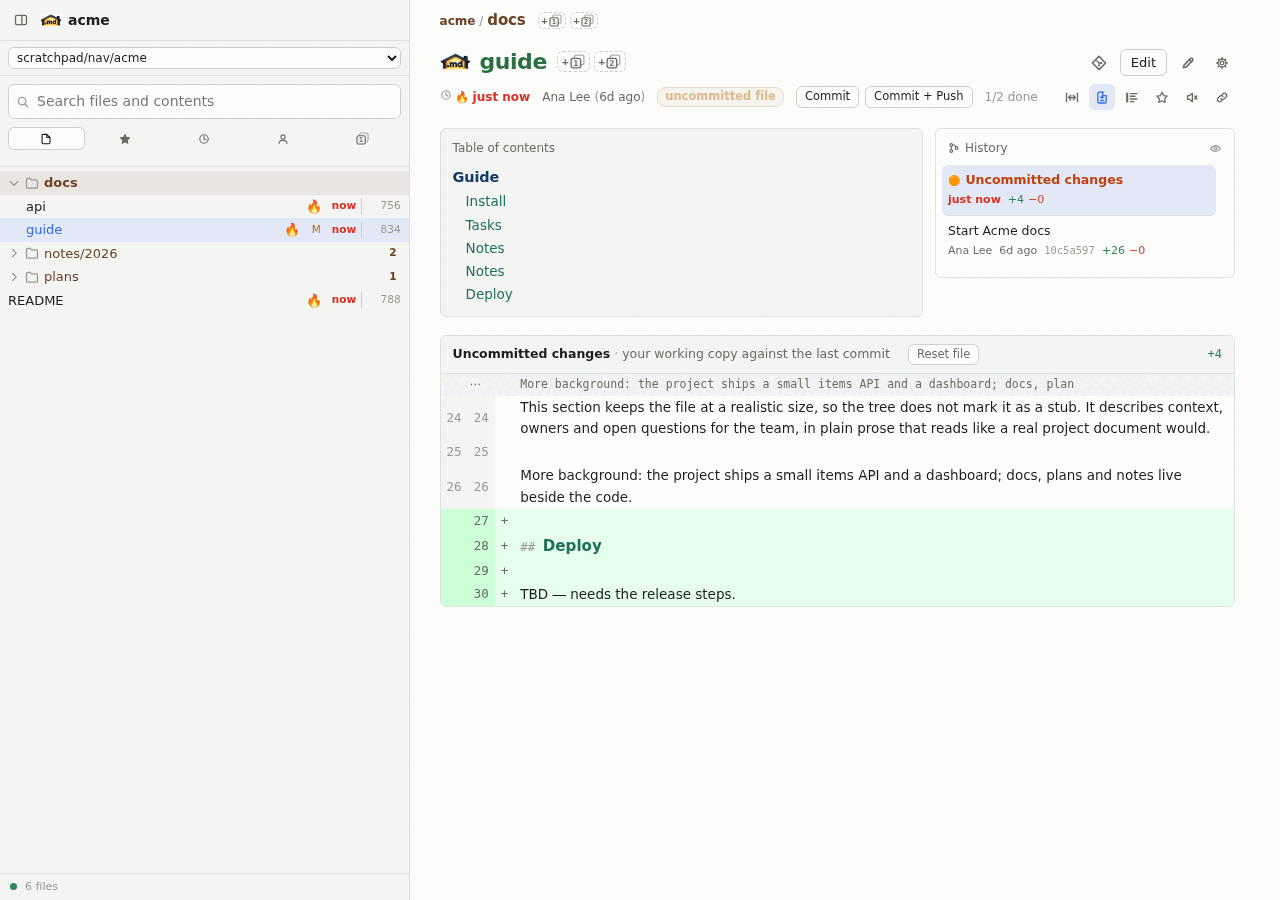 acme
scratchpad/nav/acme
Search files and contents
docs
api 🔥 now 756
guide 🔥 M now 834
notes/2026 2
plans 1
README 🔥 now 788
6 files
acme / docs +1 +2
.md guide +1 +2
Edit
🔥 just now Ana Lee (6d ago) uncommitted file Commit Commit + Push 1/2 done
Table of contents
Guide
Install
Tasks
Notes
Notes
Deploy
History
Uncommitted changes
just now +4 −0
Start Acme docs
Ana Lee 6d ago 10c5a597 +26 −0
Uncommitted changes · your working copy against the last commit Reset file +4
⋯ More background: the project ships a small items API and a dashboard; docs, plan
24 24 This section keeps the file at a realistic size, so the tree does not mark it as a stub. It describes context,
owners and open questions for the team, in plain prose that reads like a real project document would.
25 25
26 26 More background: the project ships a small items API and a dashboard; docs, plans and notes live
beside the code.
27 +
28 + ## Deploy
29 +
30 + TBD — needs the release steps.